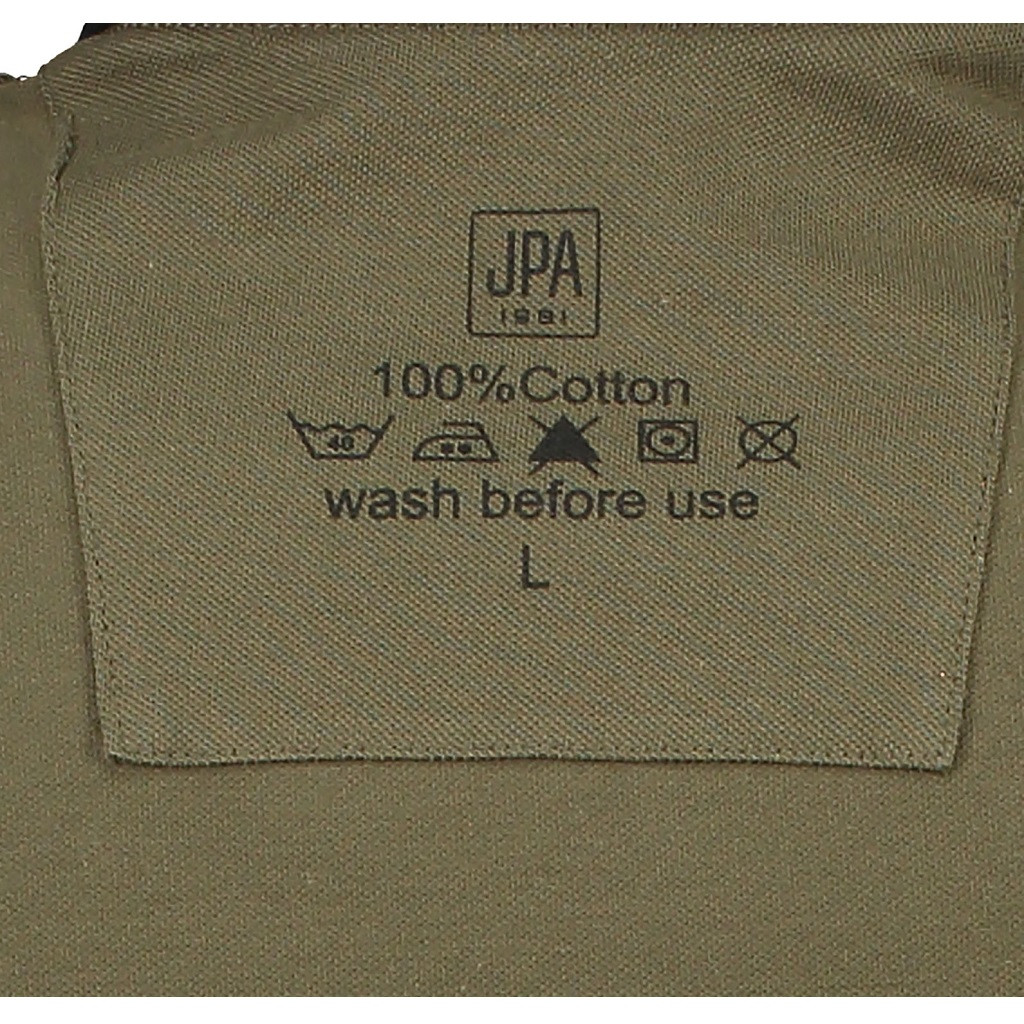 JPA
1981
100%Cotton
40
wash before use
L